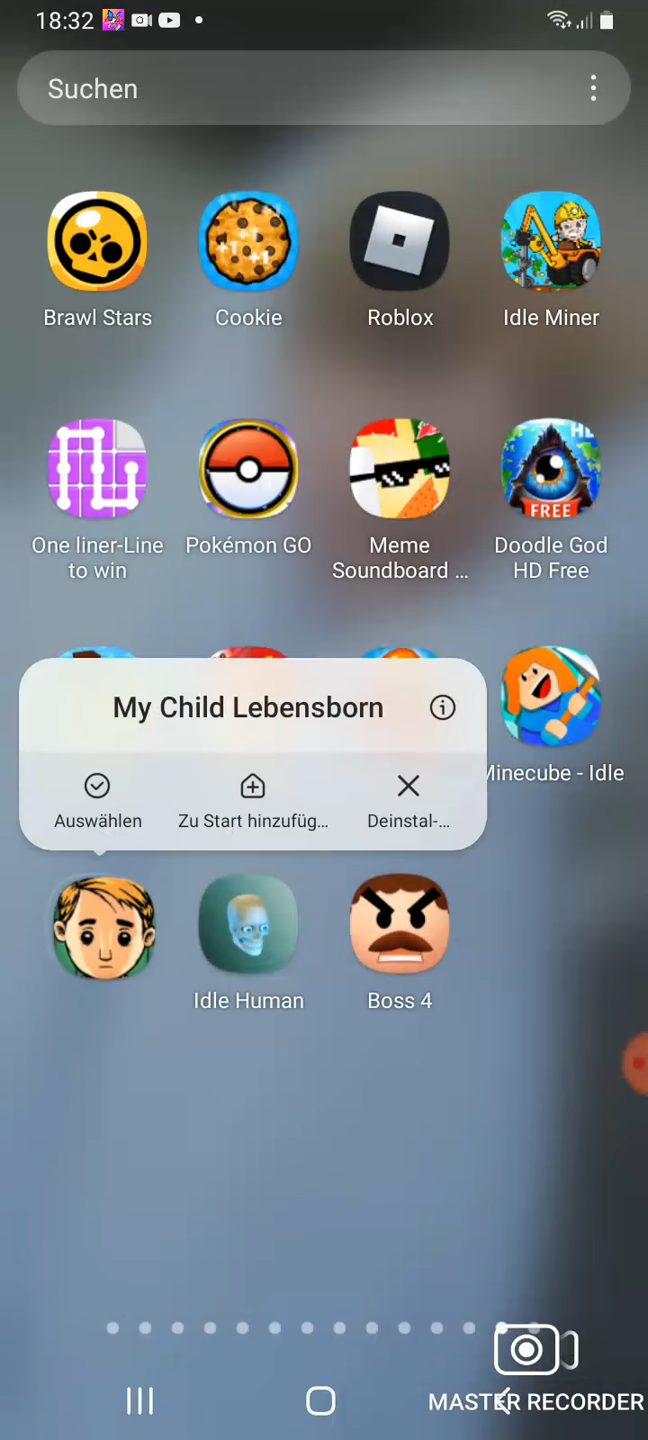 18:32
Suchen
Brawl Stars
Cookie
Roblox
Idle Miner
One liner-Line
to win
Pokémon GO
Meme
Soundboard ...
HD
FREE
Doodle God
HD Free
My Child Lebensborn
Auswählen
Zu Start hinzufüg...
Deinstal-...
Minecube - Idle
Idle Human
Boss 4
MASTER RECORDER